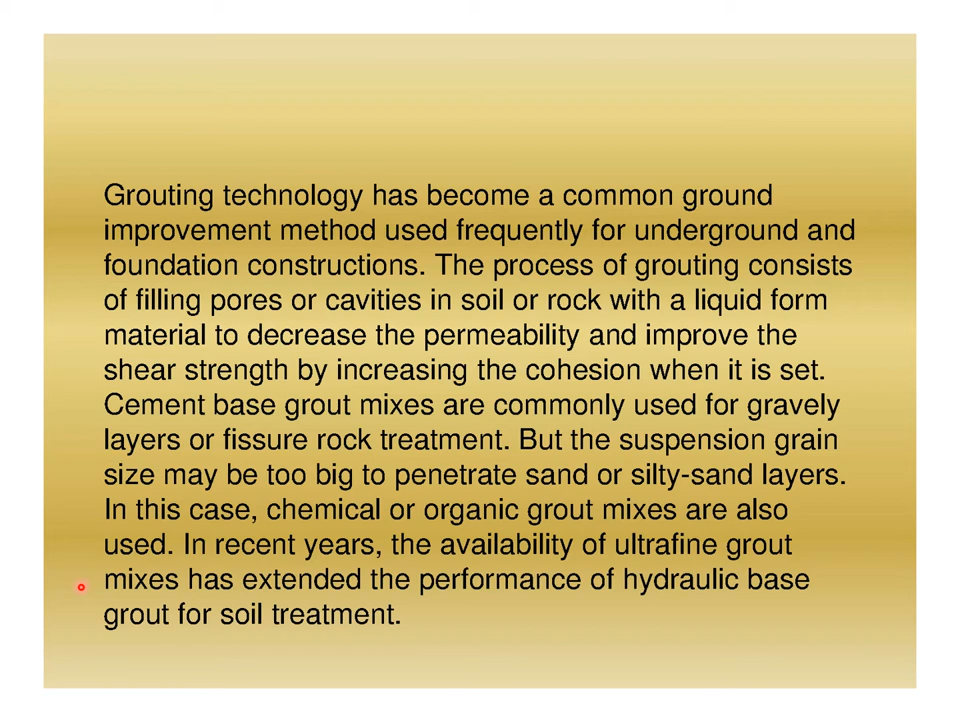 Grouting technology has become a common ground
improvement method used frequently for underground and
foundation constructions. The process of grouting consists
of filling pores or cavities in soil or rock with a liquid form
material to decrease the permeability and improve the
shear strength by increasing the cohesion when it is set.
Cement base grout mixes are commonly used for gravely
layers or fissure rock treatment. But the suspension grain
size may be too big to penetrate sand or silty-sand layers.
In this case, chemical or organic grout mixes are also
used. In recent years, the availability of ultrafine grout
mixes has extended the performance of hydraulic base
grout for soil treatment.